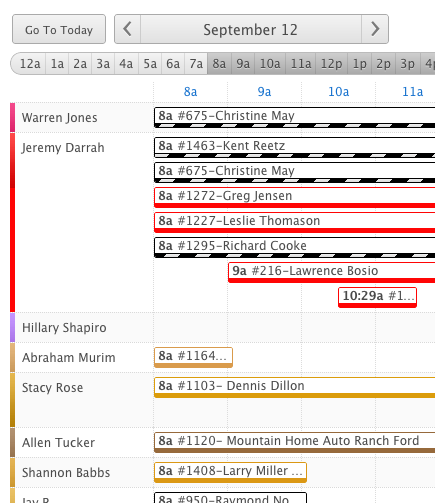 Go To Today
September 12
12a 1a 2a 3a 4a 5a 6a 7a 8a 9a 10a 11a 12p 1p 2p 3p 4p
8a 9a 10a 11a
Warren Jones
8a #675-Christine May
Jeremy Darrah
8a #1463-Kent Reetz
8a #675-Christine May
8a #1272-Greg Jensen
8a #1227-Leslie Thomason
8a #1295-Richard Cooke
9a #216-Lawrence Bosio
10:29a #1...
Hillary Shapiro
Abraham Murim
8a #1164...
Stacy Rose
8a #1103- Dennis Dillon
Allen Tucker
8a #1120- Mountain Home Auto Ranch Ford
Shannon Babbs
8a #1408-Larry Miller ...
Jay B
8a #950-Raymond No